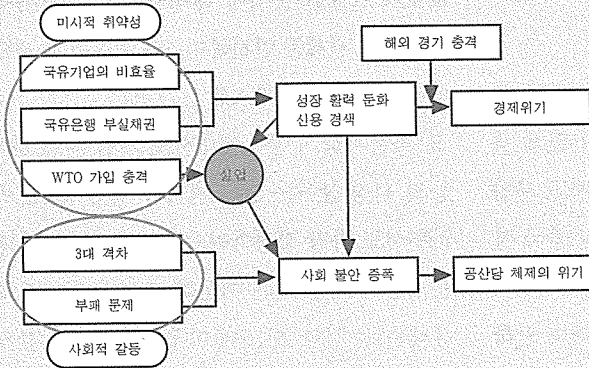 미시적 취약성
해외 경기 충격
국유기업의 비효율
성장 활력 둔화
신용 경색
경제위기
국유은행 부실채권
WTO 가입 충격
실업
3대 격차
사회 불안 증폭
공산당 체제의 위기
부패 문제
사회적 갈등